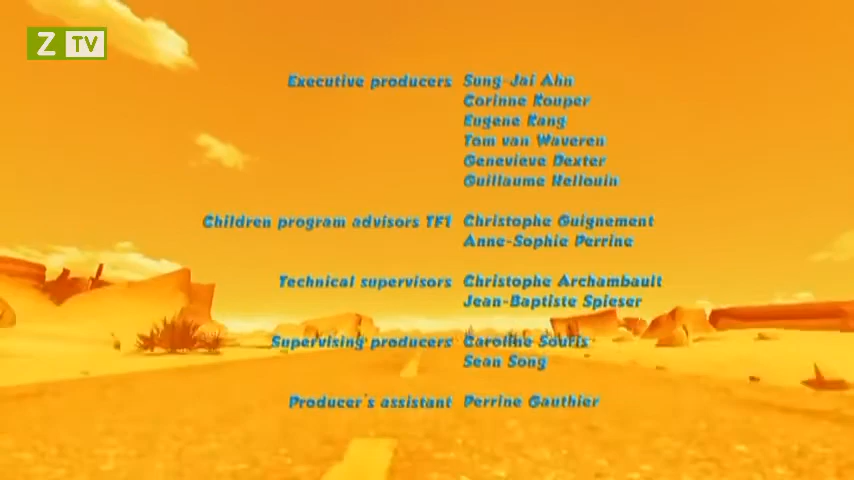 Z TV
Executive producers Sung-Jai Ahn
Corinne Kouper
Eugene Kang
Tom van Waveren
Genevieve Dexter
Guillaume Hellouin
Children program advisors TF1 Christophe Guignement
Anne-Sophie Perrine
Technical supervisors Christophe Archambault
Jean-Baptiste Spieser
Supervising producers Caroline Souris
Sean Song
Producer's assistant Perrine Gauthier